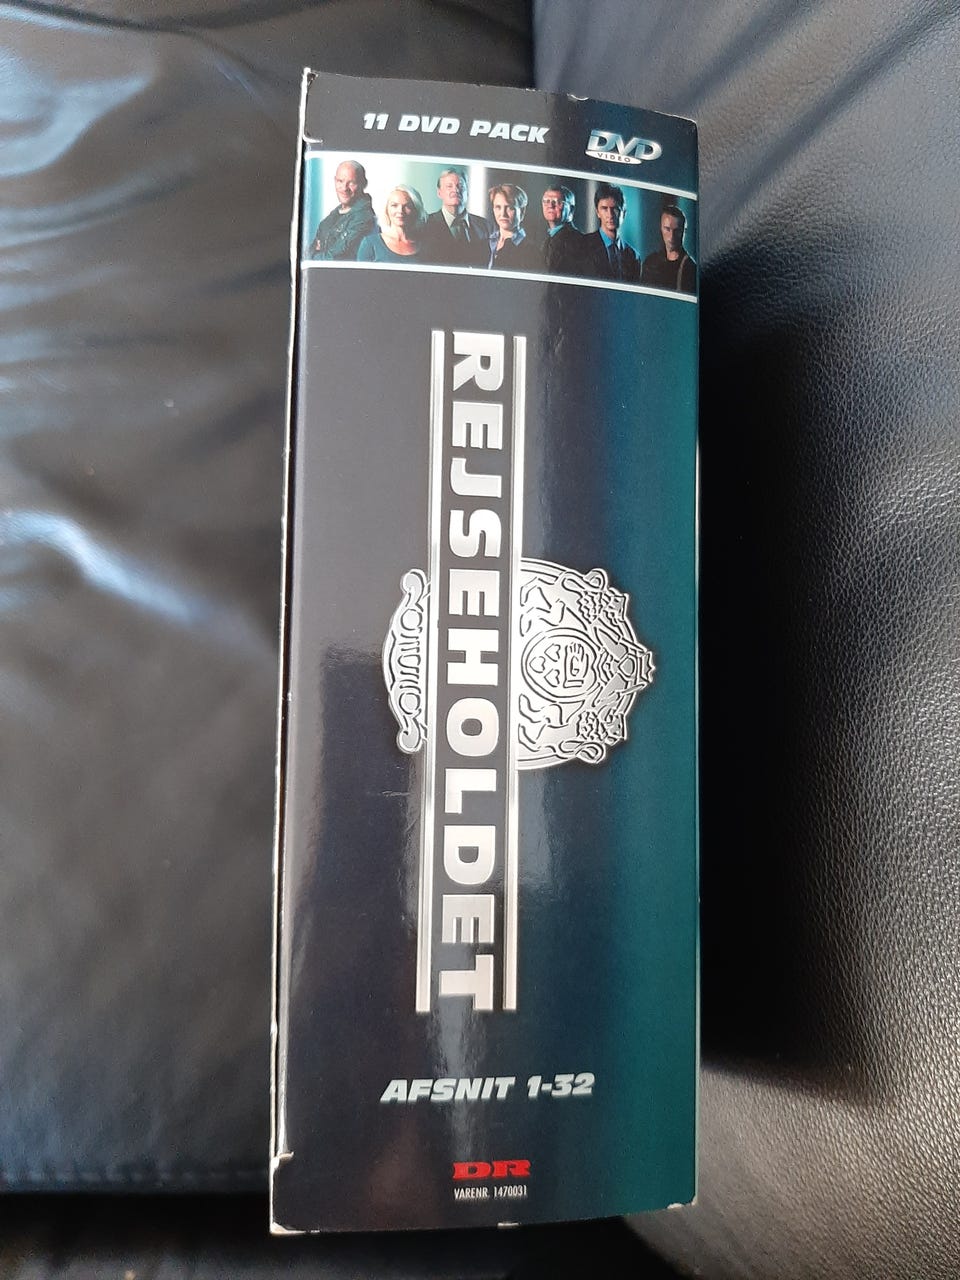 11 DVD PACK
DVD
VIDEO
REJSEHOLDET
AFSNIT 1-32
DR
VARENR. 1470031